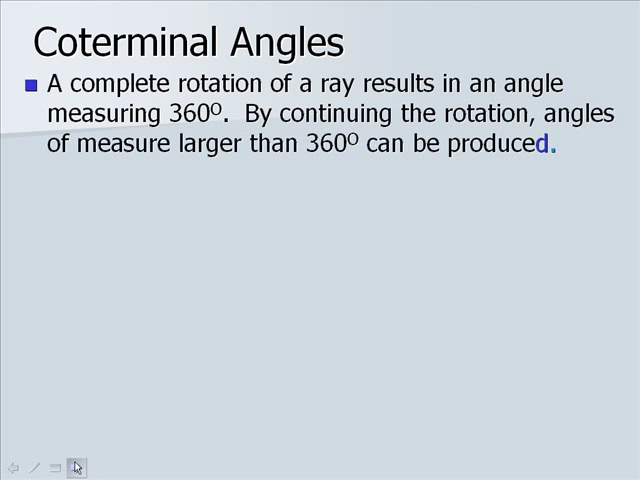 Coterminal Angles
A complete rotation of a ray results in an angle
measuring 360ᴼ. By continuing the rotation, angles
of measure larger than 360ᴼ can be produced.